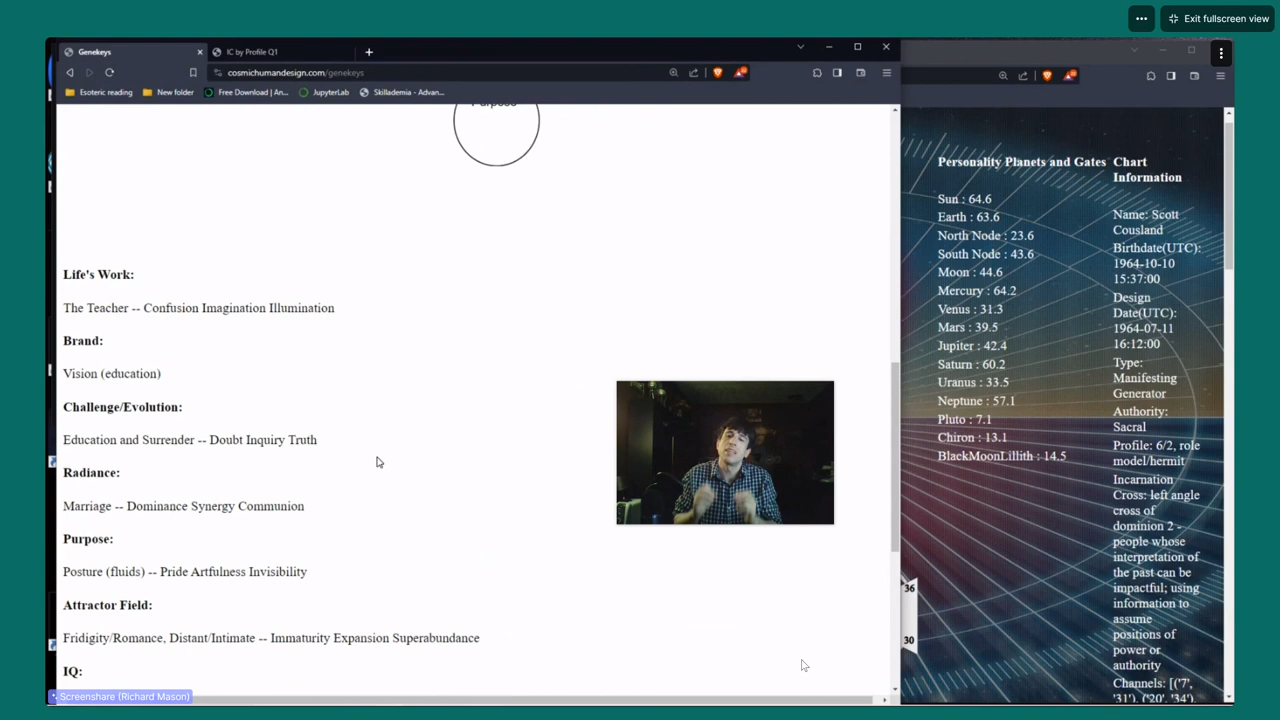 Exit fullscreen view
Genekeys
IC by Profile Q1
cosmichumandesign.com/genekeys
Esoteric reading
New folder
Free Download | An...
JupyterLab
Skillademia - Advan...
Purpose
Life's Work:
The Teacher -- Confusion Imagination Illumination
Brand:
Vision (education)
Challenge/Evolution:
Education and Surrender -- Doubt Inquiry Truth
Radiance:
Marriage -- Dominance Synergy Communion
Purpose:
Posture (fluids) -- Pride Artfulness Invisibility
Attractor Field:
Fridigity/Romance, Distant/Intimate -- Immaturity Expansion Superabundance
IQ:
Screenshare (Richard Mason)
Personality Planets and Gates
Sun : 64.6
Earth : 63.6
North Node : 23.6
South Node : 43.6
Moon : 44.6
Mercury : 64.2
Venus : 31.3
Mars : 39.5
Jupiter : 42.4
Saturn : 60.2
Uranus : 33.5
Neptune : 57.1
Pluto : 7.1
Chiron : 13.1
BlackMoonLillith : 14.5
36
30
Chart
Information
Name: Scott
Cousland
Birthdate(UTC):
1964-10-10
15:37:00
Design
Date(UTC):
1964-07-11
16:12:00
Type:
Manifesting
Generator
Authority:
Sacral
Profile: 6/2, role
model/hermit
Incarnation
Cross: left angle
cross of
dominion 2 -
people whose
interpretation of
the past can be
impactful; using
information to
assume
positions of
power or
authority
Channels: [('7',
'31'), ('20', '34'),